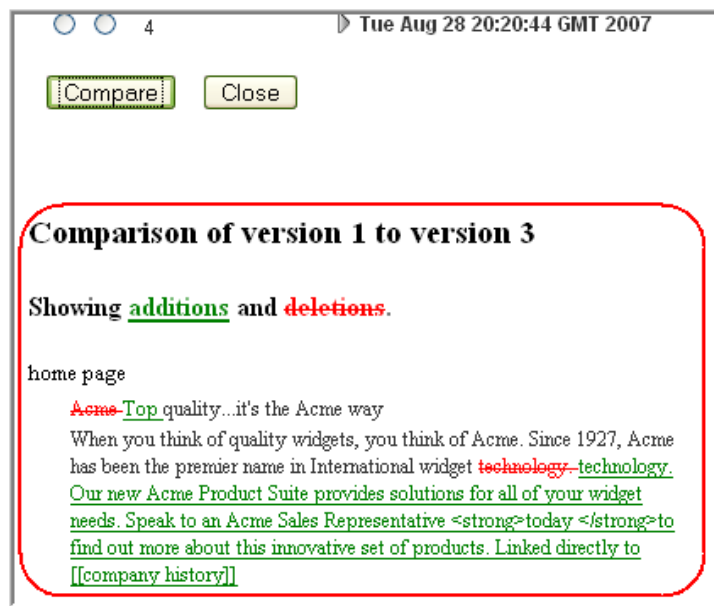 4 Tue Aug 28 20:20:44 GMT 2007
Compare Close
Comparison of version 1 to version 3
Showing additions and deletions.
home page
Acme Top quality...it's the Acme way
When you think of quality widgets, you think of Acme. Since 1927, Acme
has been the premier name in International widget technology. technology.
Our new Acme Product Suite provides solutions for all of your widget
needs. Speak to an Acme Sales Representative <strong>today </strong>to
find out more about this innovative set of products. Linked directly to
[[company history]]